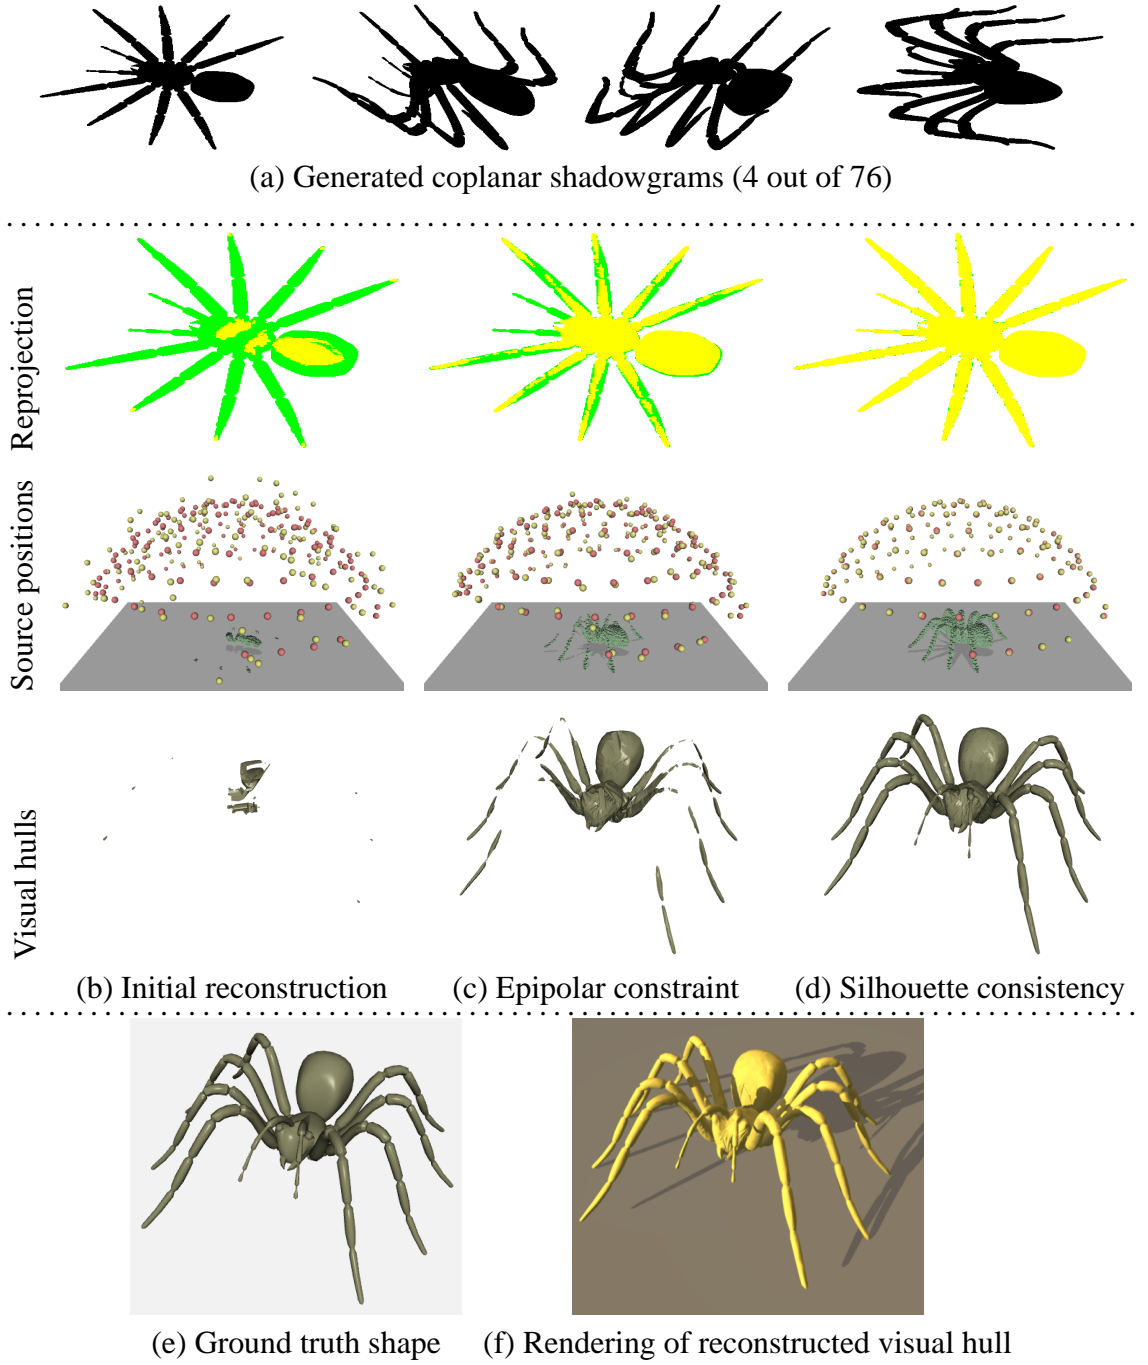 (a) Generated coplanar shadowgrams (4 out of 76)
Reprojection
Source positions
Visual hulls
(b) Initial reconstruction
(c) Epipolar constraint
(d) Silhouette consistency
(e) Ground truth shape
(f) Rendering of reconstructed visual hull